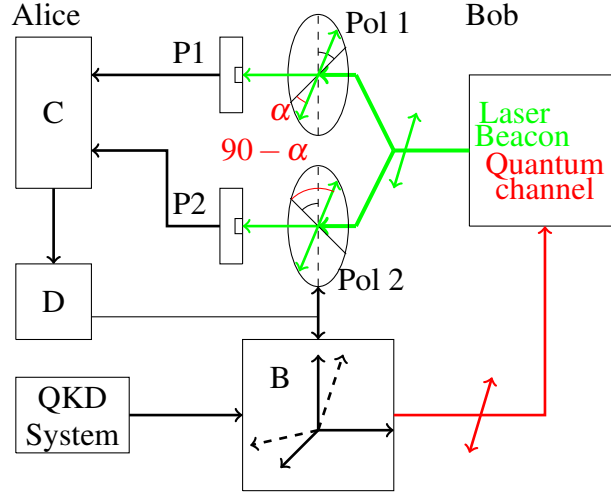 Alice
Bob
P1
Pol 1
C
α
Laser
Beacon
90 − α
Quantum
channel
P2
Pol 2
D
B
QKD
System